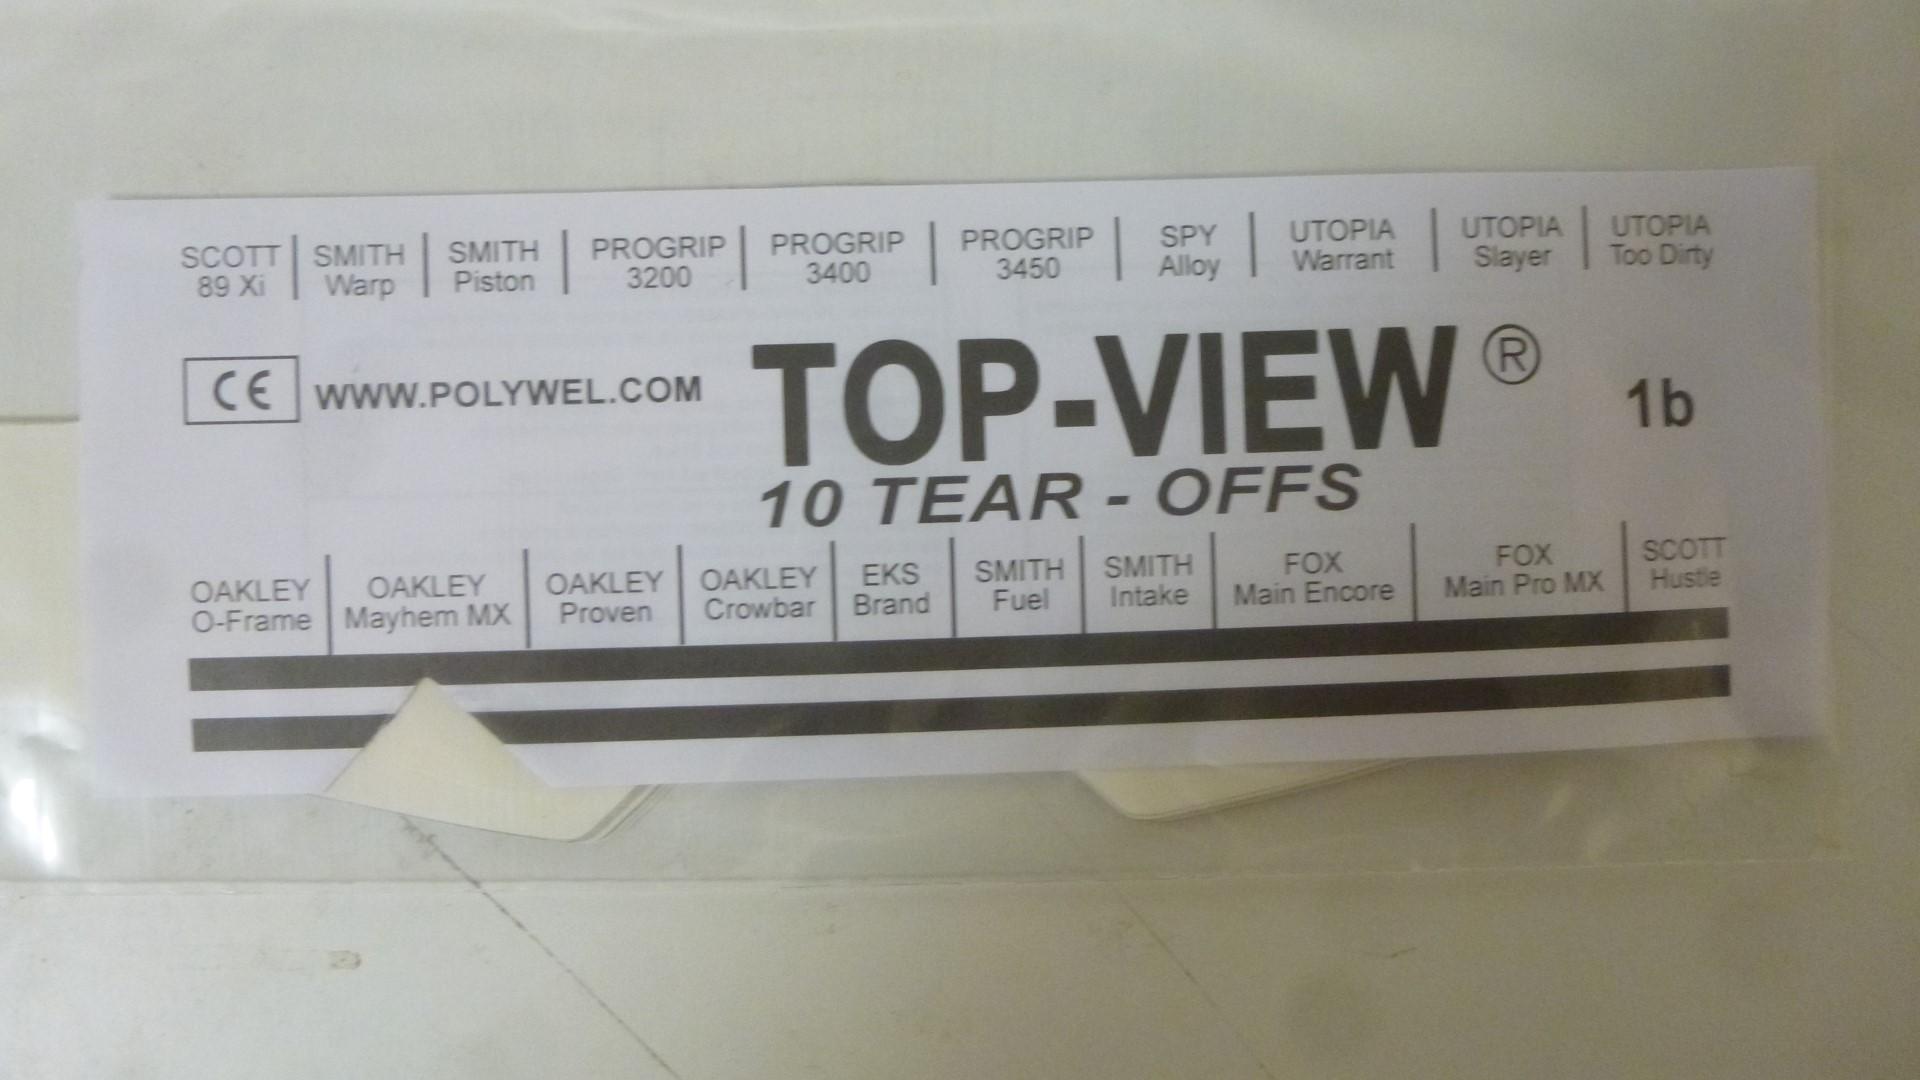 SCOTT | SMITH | SMITH | PROGRIP | PROGRIP | PROGRIP | SPY | UTOPIA | UTOPIA | UTOPIA
89 Xi | Warp | Piston | 3200 | 3400 | 3450 | Alloy | Warrant | Slayer | Too Dirty
CE WWW.POLYWEL.COM TOP-VIEW ® 1b
10 TEAR - OFFS
OAKLEY | OAKLEY | OAKLEY | OAKLEY | EKS | SMITH | SMITH | FOX | FOX | SCOTT
O-Frame | Mayhem MX | Proven | Crowbar | Brand | Fuel | Intake | Main Encore | Main Pro MX | Hustle